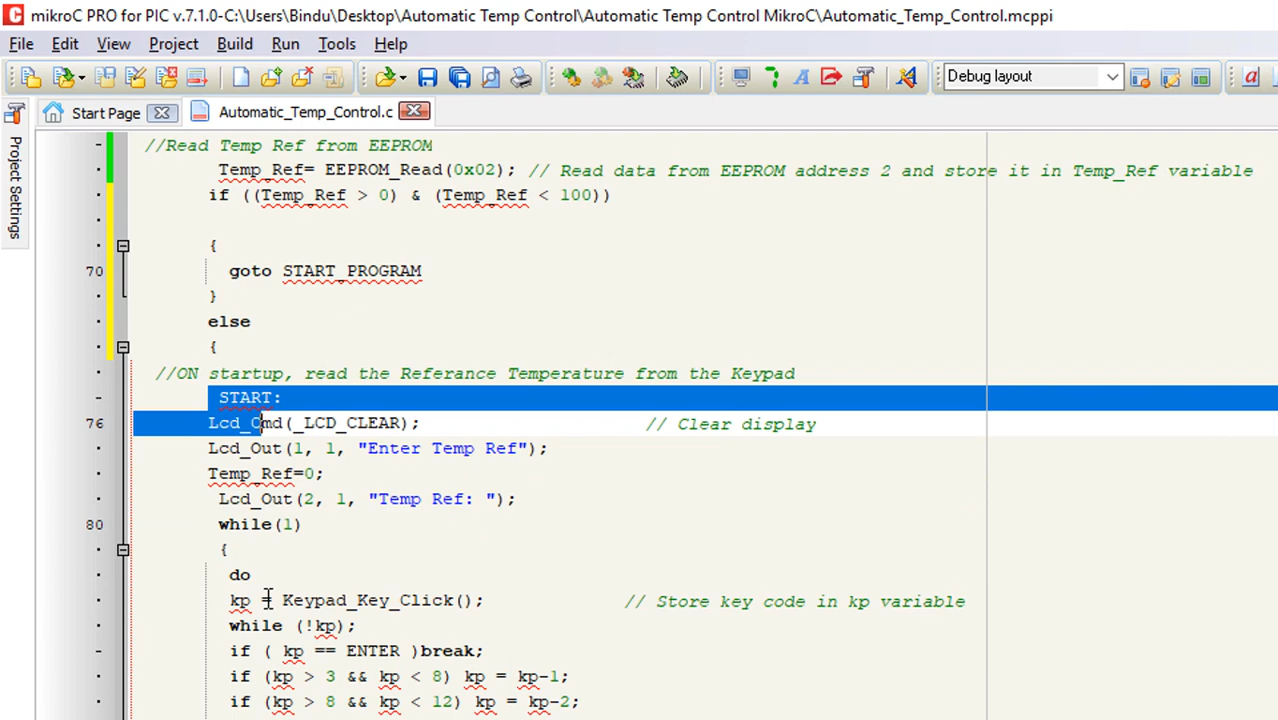 mikroC PRO for PIC v.7.1.0-C:\Users\Bindu\Desktop\Automatic Temp Control\Automatic Temp Control MikroC\Automatic_Temp_Control.mcppi
File Edit View Project Build Run Tools Help
Debug layout
Start Page Automatic_Temp_Control.c
Project Settings
//Read Temp Ref from EEPROM
Temp_Ref= EEPROM_Read(0x02); // Read data from EEPROM address 2 and store it in Temp_Ref variable
if ((Temp_Ref > 0) & (Temp_Ref < 100))
{
70 goto START_PROGRAM
}
else
{
//ON startup, read the Referance Temperature from the Keypad
START:
76 Lcd_Cmd(_LCD_CLEAR); // Clear display
Lcd_Out(1, 1, "Enter Temp Ref");
Temp_Ref=0;
Lcd_Out(2, 1, "Temp Ref: ");
80 while(1)
{
do
kp = Keypad_Key_Click(); // Store key code in kp variable
while (!kp);
if ( kp == ENTER )break;
if (kp > 3 && kp < 8) kp = kp-1;
if (kp > 8 && kp < 12) kp = kp-2;